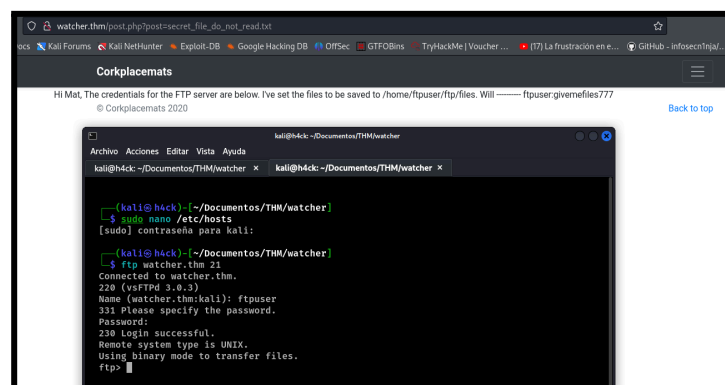 watcher.thm/post.php?post=secret_file_do_not_read.txt
ocs Kali Forums Kali NetHunter Exploit-DB Google Hacking DB OffSec GTFOBins TryHackMe | Voucher ... (17) La frustración en e... GitHub - infosecn1nja/...
Corkplacemats
Hi Mat, The credentials for the FTP server are below. I've set the files to be saved to /home/ftpuser/ftp/files. Will ---------- ftpuser:givemefiles777
© Corkplacemats 2020 Back to top
kali@h4ck: ~/Documentos/THM/watcher
Archivo Acciones Editar Vista Ayuda
kali@h4ck: ~/Documentos/THM/watcher × kali@h4ck: ~/Documentos/THM/watcher ×
┌──(kali㉿h4ck)-[~/Documentos/THM/watcher]
└─$ sudo nano /etc/hosts
[sudo] contraseña para kali:
┌──(kali㉿h4ck)-[~/Documentos/THM/watcher]
└─$ ftp watcher.thm 21
Connected to watcher.thm.
220 (vsFTPd 3.0.3)
Name (watcher.thm:kali): ftpuser
331 Please specify the password.
Password:
230 Login successful.
Remote system type is UNIX.
Using binary mode to transfer files.
ftp>